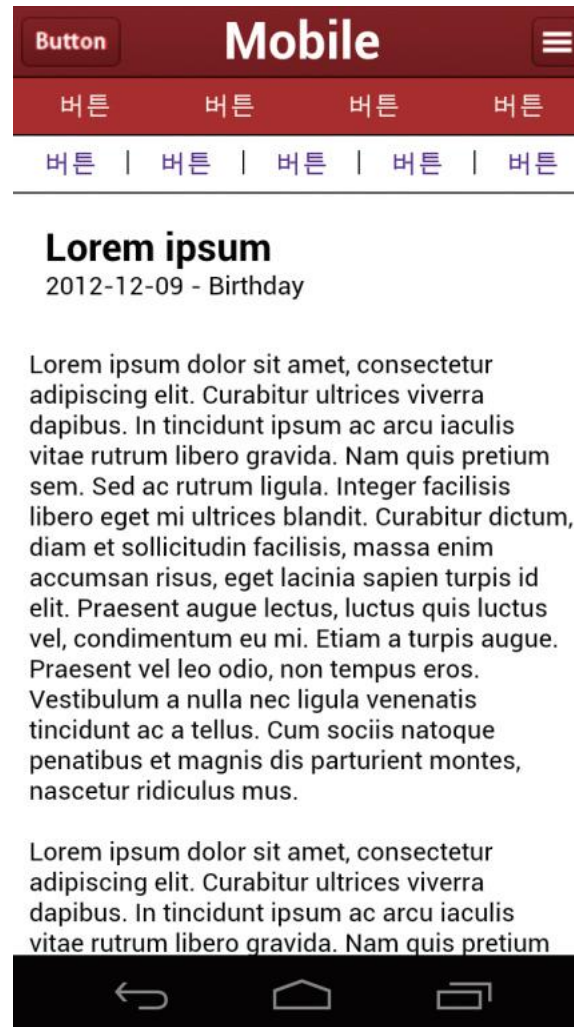 Button Mobile
버튼 버튼 버튼 버튼
버튼 | 버튼 | 버튼 | 버튼 | 버튼
Lorem ipsum
2012-12-09 - Birthday
Lorem ipsum dolor sit amet, consectetur
adipiscing elit. Curabitur ultrices viverra
dapibus. In tincidunt ipsum ac arcu iaculis
vitae rutrum libero gravida. Nam quis pretium
sem. Sed ac rutrum ligula. Integer facilisis
libero eget mi ultrices blandit. Curabitur dictum,
diam et sollicitudin facilisis, massa enim
accumsan risus, eget lacinia sapien turpis id
elit. Praesent augue lectus, luctus quis luctus
vel, condimentum eu mi. Etiam a turpis augue.
Praesent vel leo odio, non tempus eros.
Vestibulum a nulla nec ligula venenatis
tincidunt ac a tellus. Cum sociis natoque
penatibus et magnis dis parturient montes,
nascetur ridiculus mus.
Lorem ipsum dolor sit amet, consectetur
adipiscing elit. Curabitur ultrices viverra
dapibus. In tincidunt ipsum ac arcu iaculis
vitae rutrum libero gravida. Nam quis pretium